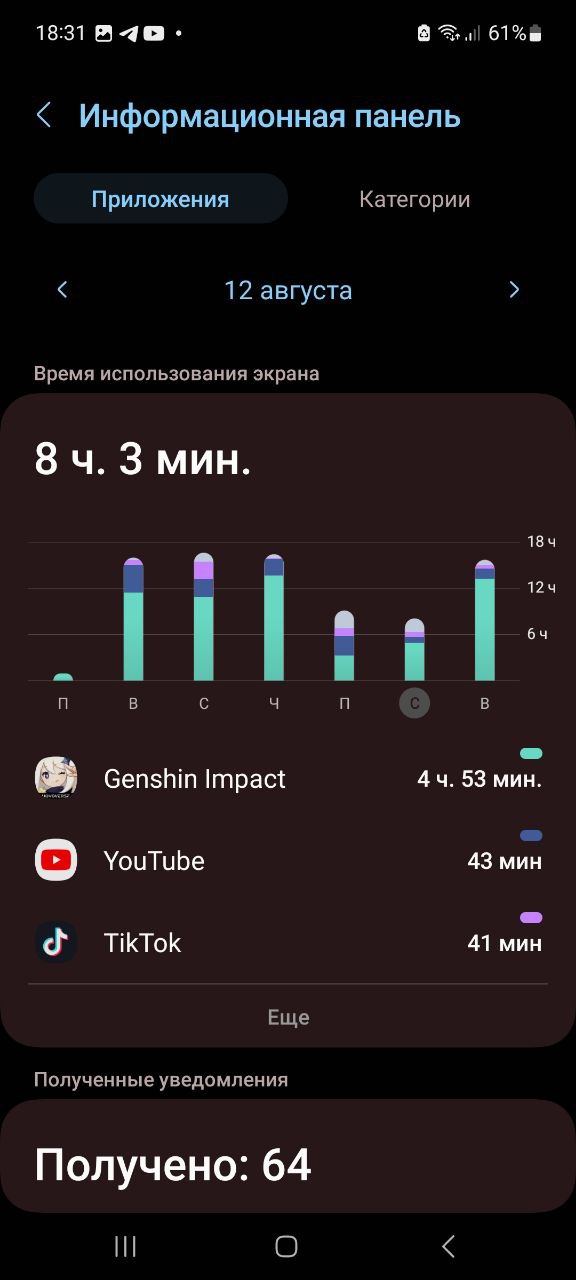 18:31 61%
Информационная панель
Приложения Категории
12 августа
Время использования экрана
8 ч. 3 мин.
18 ч
12 ч
6 ч
П В С Ч П С В
Genshin Impact 4 ч. 53 мин.
YouTube 43 мин
TikTok 41 мин
Еще
Полученные уведомления
Получено: 64